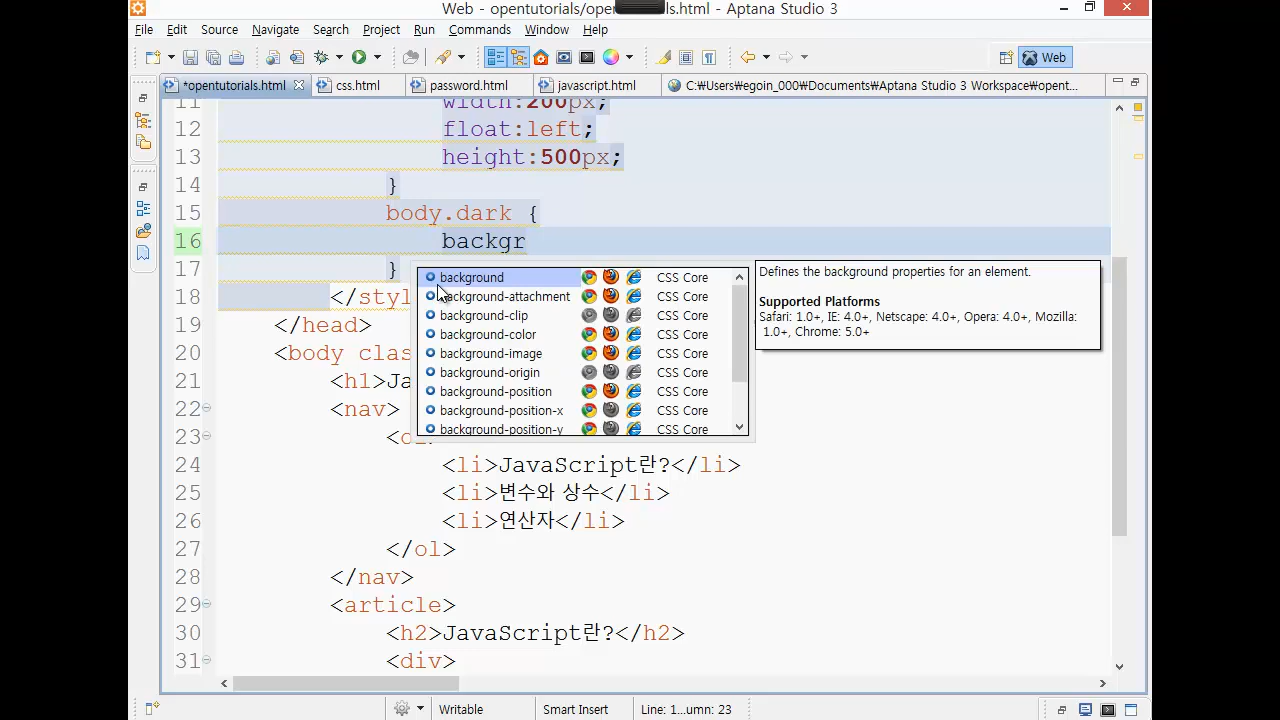 Web - opentutorials/open ls.html - Aptana Studio 3
File Edit Source Navigate Search Project Run Commands Window Help
Web
*opentutorials.html css.html password.html javascript.html C:₩Users₩egoin_000₩Documents₩Aptana Studio 3 Workspace₩opent...
11 width:200px;
12 float:left;
13 height:500px;
14 }
15 body.dark {
16 backgr
17 }
18 </styl
19 </head>
20 <body clas
21 <h1>Ja
22 <nav>
23 <o
24 <li>JavaScript란?</li>
25 <li>변수와 상수</li>
26 <li>연산자</li>
27 </ol>
28 </nav>
29 <article>
30 <h2>JavaScript란?</h2>
31 <div>
background CSS Core
background-attachment CSS Core
background-clip CSS Core
background-color CSS Core
background-image CSS Core
background-origin CSS Core
background-position CSS Core
background-position-x CSS Core
background-position-y CSS Core
Defines the background properties for an element.
Supported Platforms
Safari: 1.0+, IE: 4.0+, Netscape: 4.0+, Opera: 4.0+, Mozilla:
1.0+, Chrome: 5.0+
Writable Smart Insert Line: 1...umn: 23